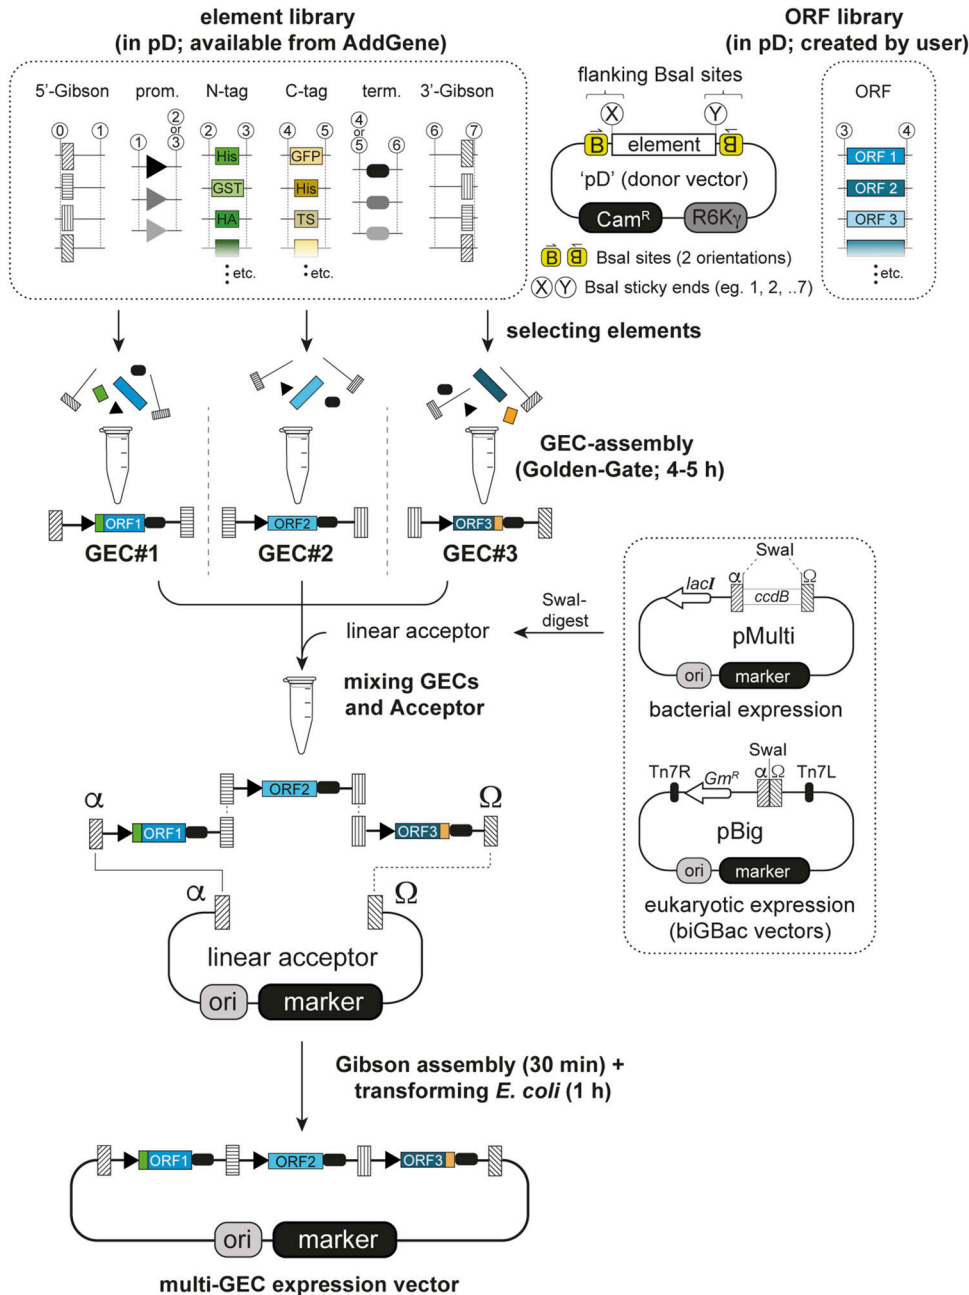 element library
(in pD; available from AddGene)
ORF library
(in pD; created by user)
5'-Gibson
prom.
N-tag
C-tag
term.
3'-Gibson
0
1
1
2
or
3
2
3
4
5
4
or
5
6
6
7
His
GST
HA
etc.
GFP
His
TS
etc.
flanking BsaI sites
X
Y
B
element
B
'pD' (donor vector)
Cam^R
R6Kγ
B B BsaI sites (2 orientations)
X Y BsaI sticky ends (eg. 1, 2, ..7)
ORF
3
4
ORF 1
ORF 2
ORF 3
etc.
selecting elements
GEC-assembly
(Golden-Gate; 4-5 h)
ORF1
ORF2
ORF3
GEC#1
GEC#2
GEC#3
linear acceptor
SwaI-
digest
mixing GECs
and Acceptor
SwaI
α
Ω
lacI
ccdB
pMulti
ori
marker
bacterial expression
SwaI
Tn7R
Gm^R
α Ω
Tn7L
pBig
ori
marker
eukaryotic expression
(biGBac vectors)
α
ORF1
ORF2
ORF3
Ω
α
Ω
linear acceptor
ori
marker
Gibson assembly (30 min) +
transforming E. coli (1 h)
ORF1
ORF2
ORF3
ori
marker
multi-GEC expression vector